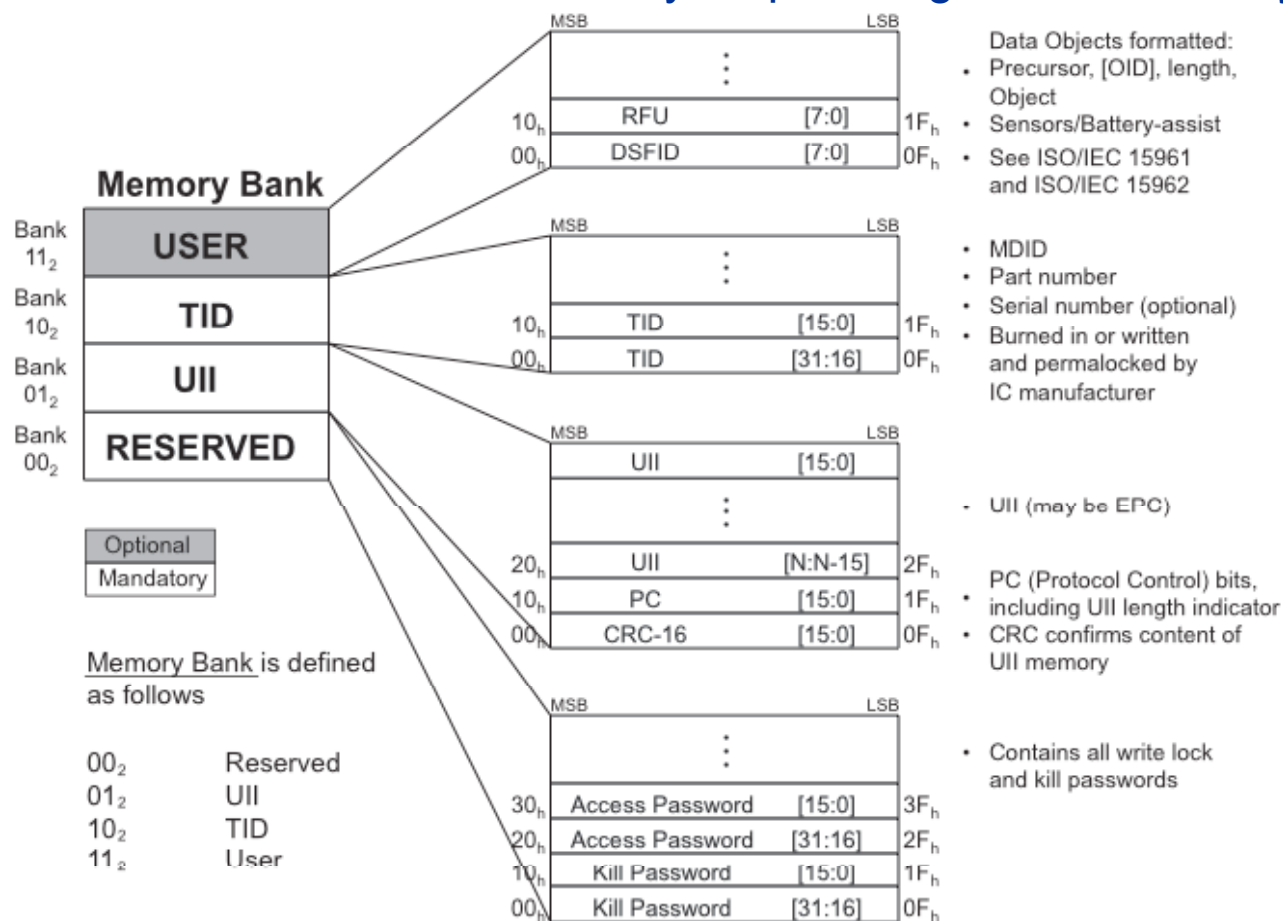 MSB LSB
⋮
10h RFU [7:0] 1Fh
00h DSFID [7:0] 0Fh
Data Objects formatted:
• Precursor, [OID], length,
Object
• Sensors/Battery-assist
• See ISO/IEC 15961
and ISO/IEC 15962
Memory Bank
Bank
11₂
USER
Bank
10₂
TID
Bank
01₂
UII
Bank
00₂
RESERVED
MSB LSB
⋮
10h TID [15:0] 1Fh
00h TID [31:16] 0Fh
• MDID
• Part number
• Serial number (optional)
• Burned in or written
and permalocked by
IC manufacturer
MSB LSB
UII [15:0]
⋮
20h UII [N:N-15] 2Fh
10h PC [15:0] 1Fh
00h CRC-16 [15:0] 0Fh
- UII (may be EPC)
PC (Protocol Control) bits,
• including UII length indicator
• CRC confirms content of
UII memory
Optional
Mandatory
Memory Bank is defined
as follows
00₂ Reserved
01₂ UII
10₂ TID
11₂ User
MSB LSB
⋮
30h Access Password [15:0] 3Fh
20h Access Password [31:16] 2Fh
10h Kill Password [15:0] 1Fh
00h Kill Password [31:16] 0Fh
• Contains all write lock
and kill passwords